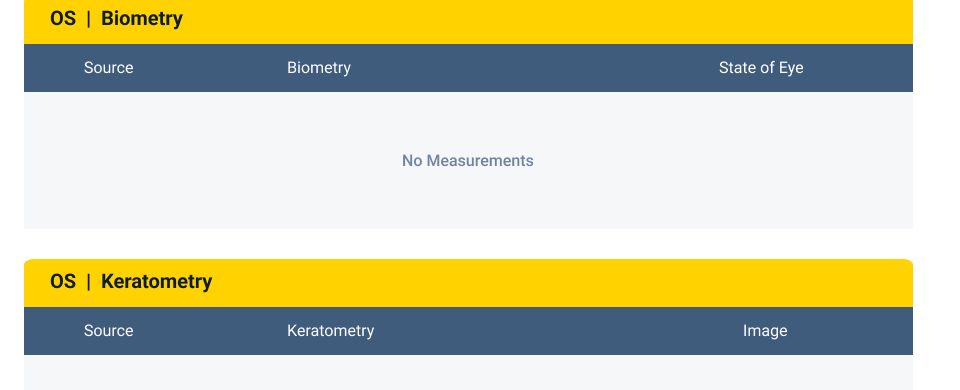 OS | Biometry
Source Biometry State of Eye
No Measurements
OS | Keratometry
Source Keratometry Image